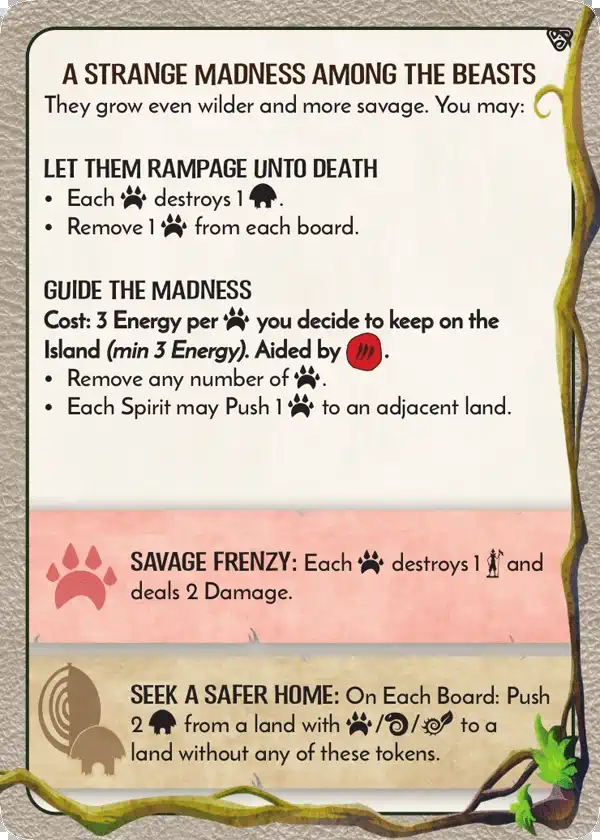 A STRANGE MADNESS AMONG THE BEASTS
They grow even wilder and more savage. You may:
LET THEM RAMPAGE UNTO DEATH
• Each destroys 1 .
• Remove 1 from each board.
GUIDE THE MADNESS
Cost: 3 Energy per you decide to keep on the
Island (min 3 Energy). Aided by .
• Remove any number of .
• Each Spirit may Push 1 to an adjacent land.
SAVAGE FRENZY: Each destroys 1 and
deals 2 Damage.
SEEK A SAFER HOME: On Each Board: Push
2 from a land with / / to a
land without any of these tokens.